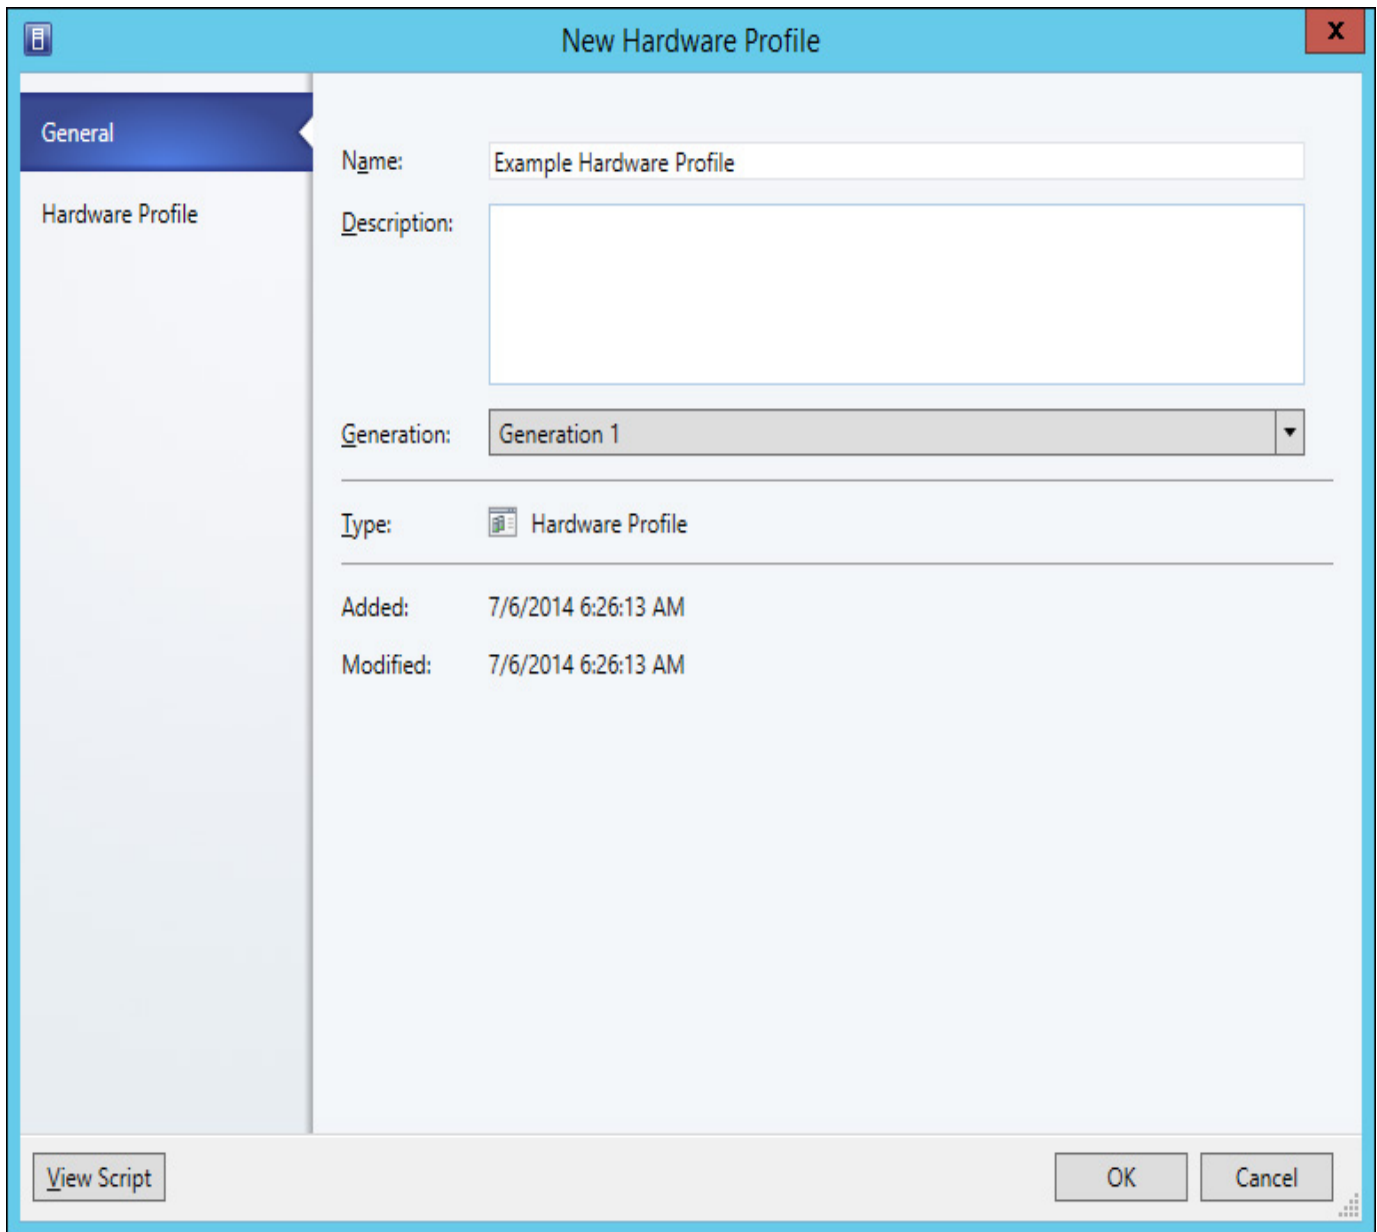 New Hardware Profile
X
General
Hardware Profile
Name: Example Hardware Profile
Description:
Generation: Generation 1
Type: Hardware Profile
Added: 7/6/2014 6:26:13 AM
Modified: 7/6/2014 6:26:13 AM
View Script OK Cancel